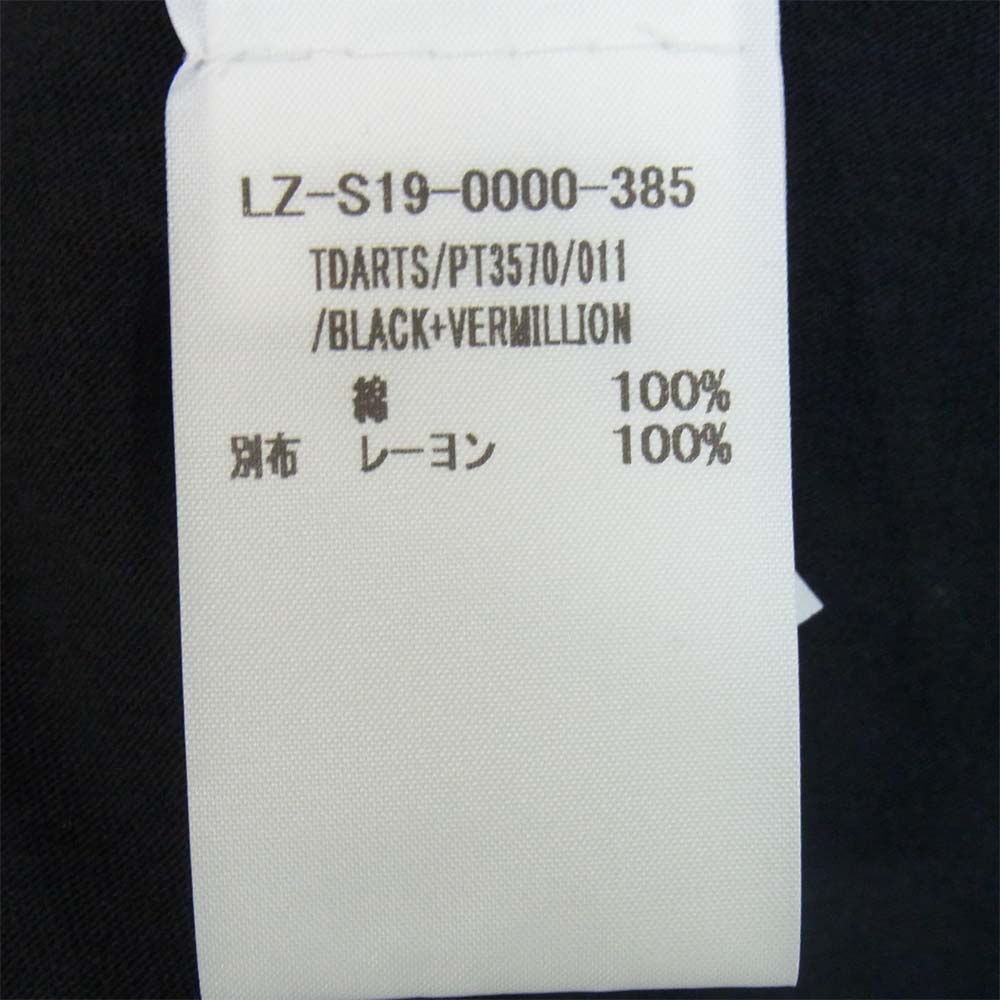 LZ-S19-0000-385
TDARTS/PT3570/011
/BLACK+VERMILLION
綿 100%
別布 レーヨン 100%